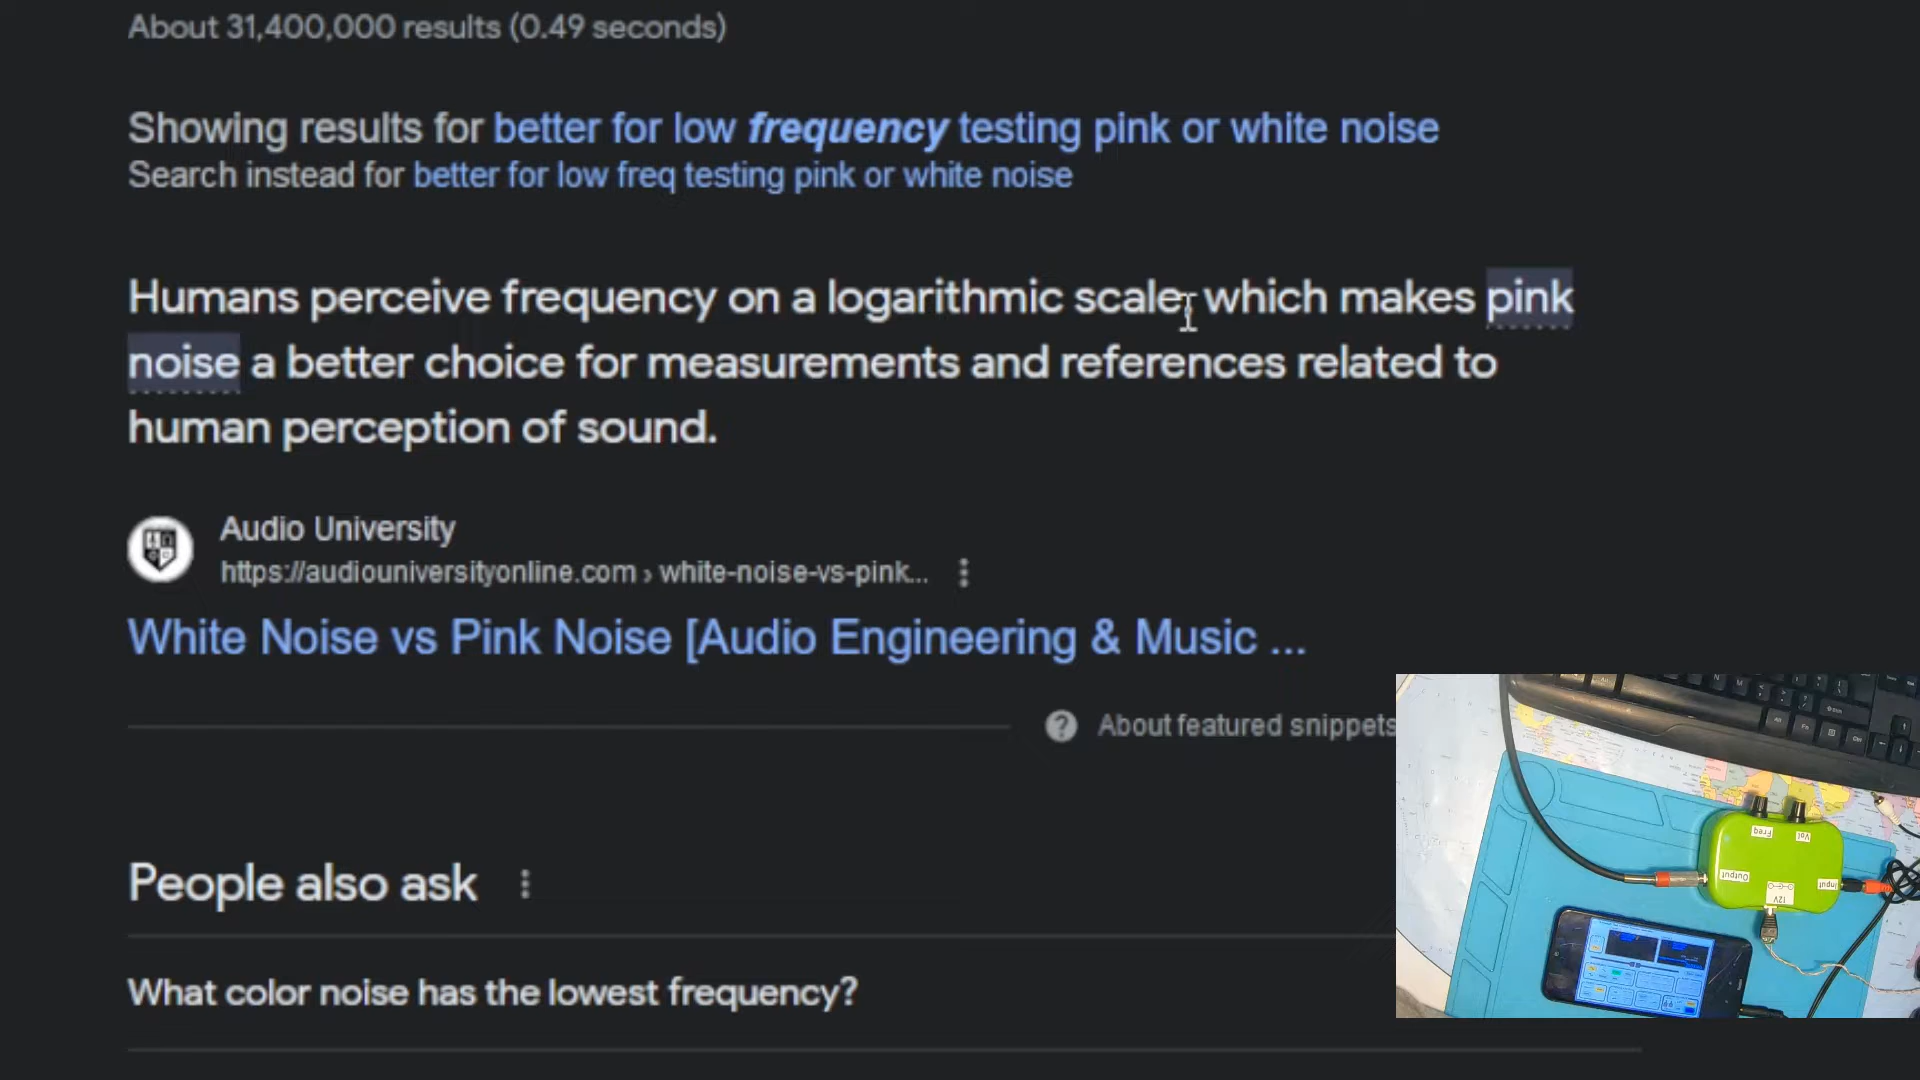 About 31,400,000 results (0.49 seconds)
Showing results for better for low frequency testing pink or white noise
Search instead for better for low freq testing pink or white noise
Humans perceive frequency on a logarithmic scale, which makes pink
noise a better choice for measurements and references related to
human perception of sound.
Audio University
https://audiouniversityonline.com › white-noise-vs-pink...
White Noise vs Pink Noise [Audio Engineering & Music ...
About featured snippets
People also ask
What color noise has the lowest frequency?
Freq
Vol
Output
Input
12V